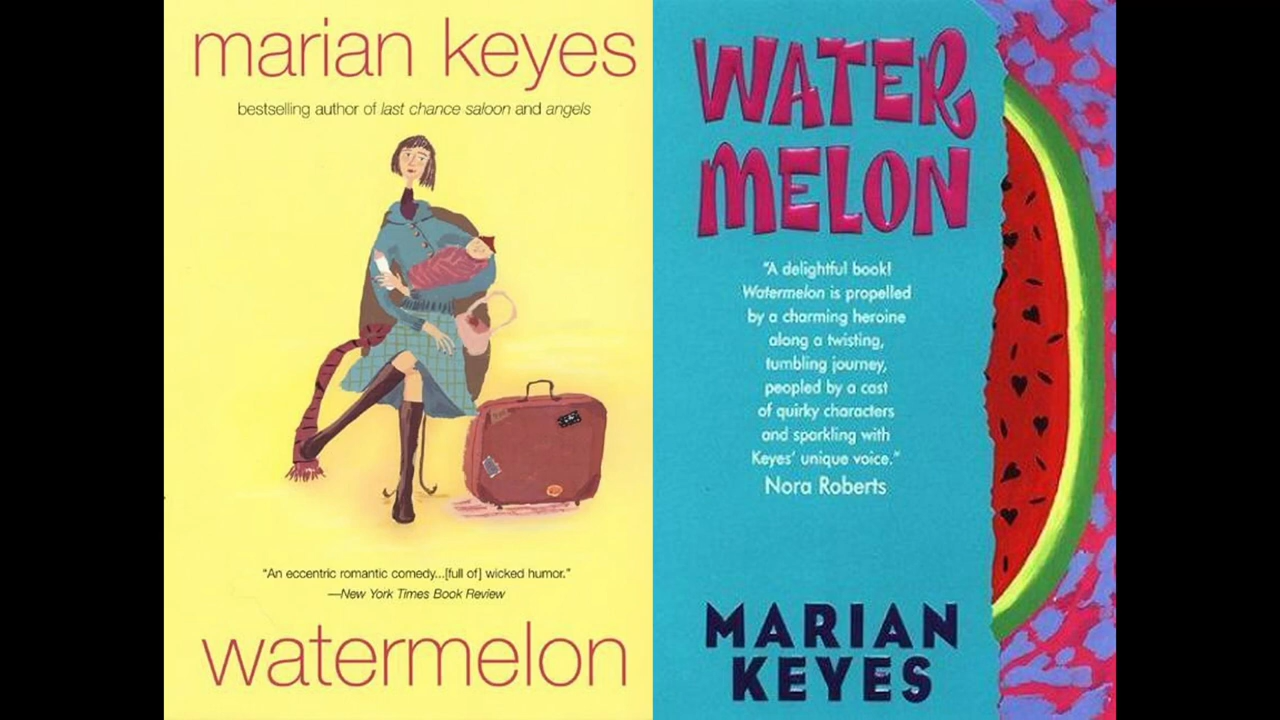 marian keyes
bestselling author of last chance saloon and angels
"An eccentric romantic comedy...[full of] wicked humor."
—New York Times Book Review
watermelon
WATER
MELON
"A delightful book!
Watermelon is propelled
by a charming heroine
along a twisting,
tumbling journey,
peopled by a cast
of quirky characters
and sparkling with
Keyes' unique voice."
Nora Roberts
MARIAN
KEYES